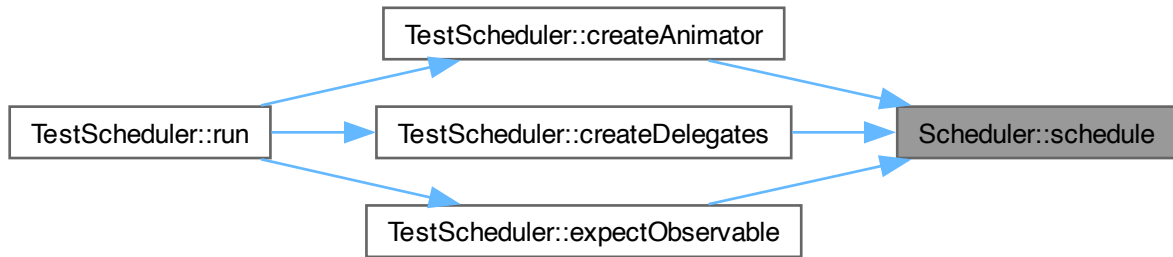 TestScheduler::createAnimator
TestScheduler::run
TestScheduler::createDelegates
Scheduler::schedule
TestScheduler::expectObservable